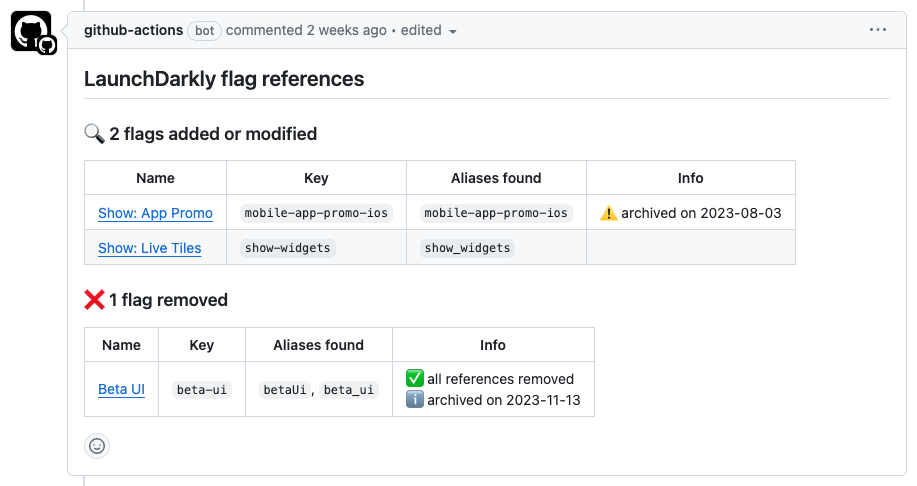 github-actions bot commented 2 weeks ago • edited
LaunchDarkly flag references
2 flags added or modified
Name Key Aliases found Info
Show: App Promo mobile-app-promo-ios mobile-app-promo-ios archived on 2023-08-03
Show: Live Tiles show-widgets show_widgets
1 flag removed
Name Key Aliases found Info
Beta UI beta-ui betaUi, beta_ui all references removed
archived on 2023-11-13